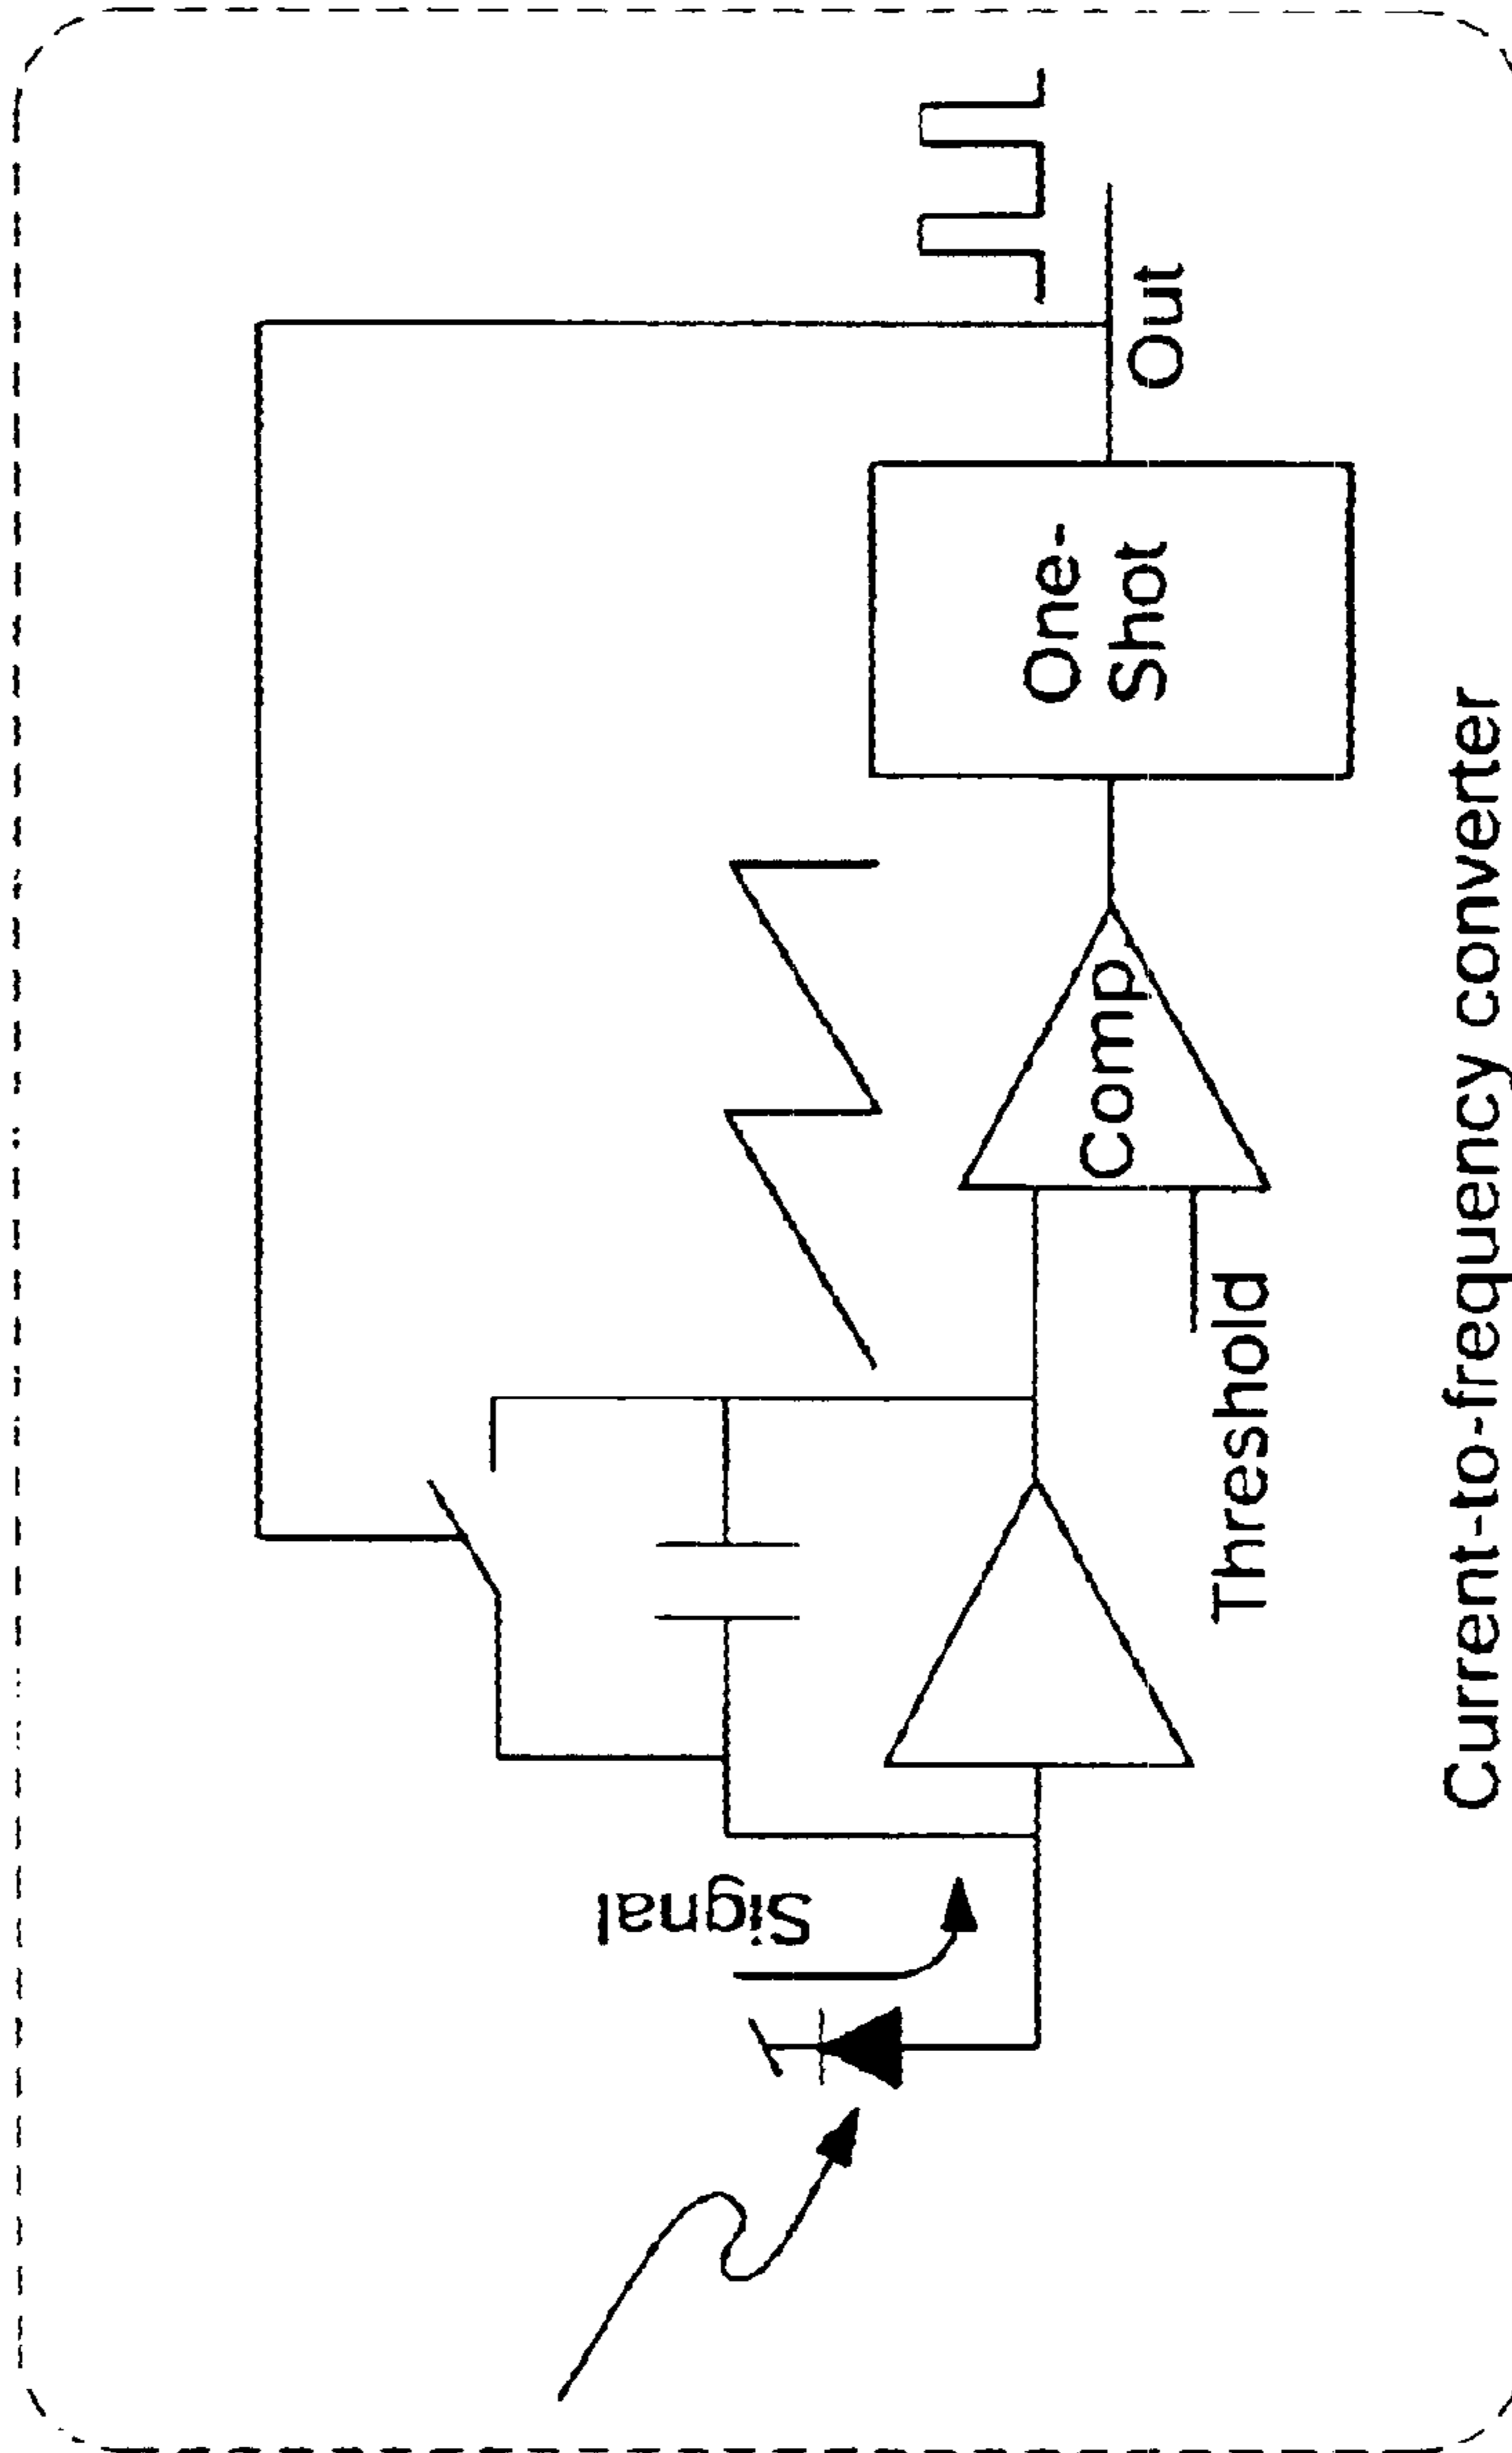 Signal
Threshold
Comp
One-
Shot
Out
Current-to-frequency converter